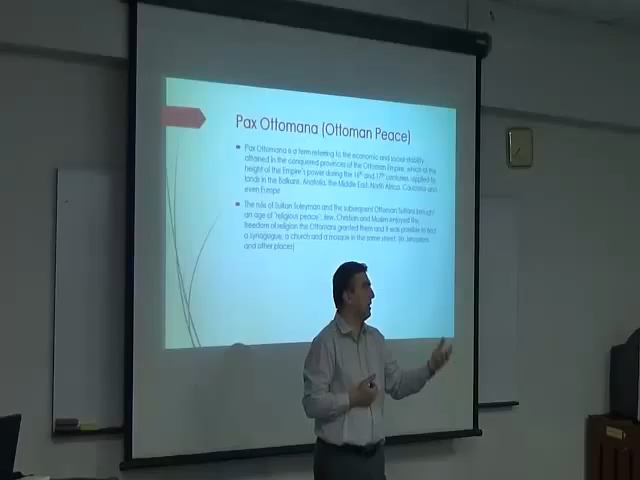 Pax Ottomana (Ottoman Peace)
Pax Ottomana is a term referring to the economic and social stability
attained in the conquered provinces of the Ottoman Empire, which at the
height of the Empire's power during the 16th and 17th centuries, applied to
lands in the Balkans, Anatolia, the Middle East, North Africa, Caucasus and
even Europe
The rule of Sultan Suleyman and the subsequent Ottoman Sultans brought
an age of "religious peace"; Jew, Christian and Muslim enjoyed the
freedom of religion the Ottomans granted them and it was possible to find
a synagogue, a church and a mosque in the same street. (in Jerusalem
and other places)